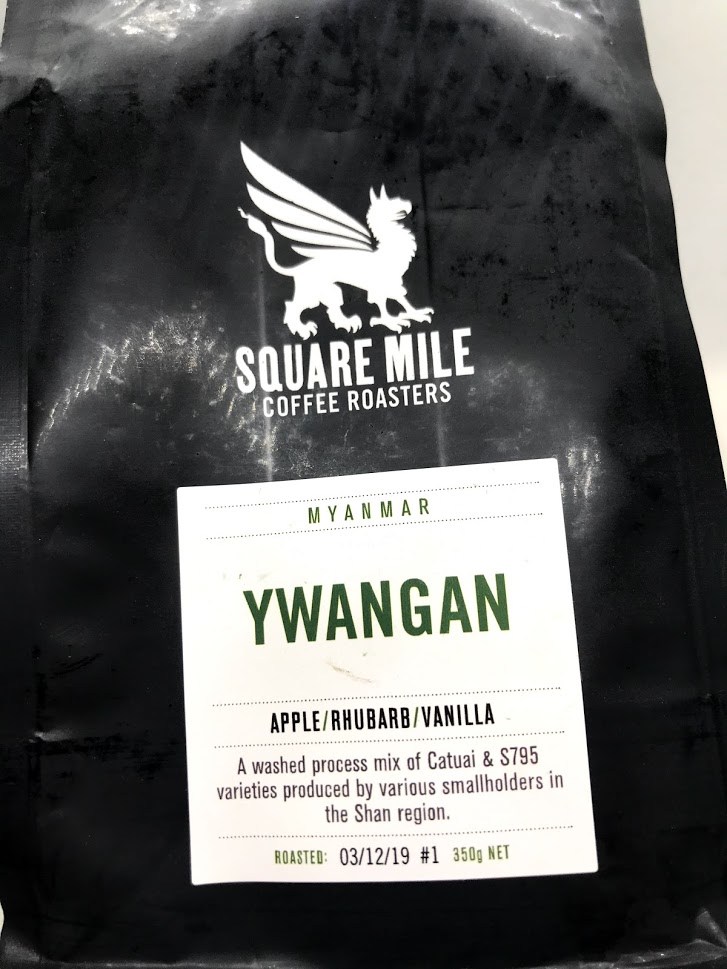 SQUARE MILE
COFFEE ROASTERS
MYANMAR
YWANGAN
APPLE/RHUBARB/VANILLA
A washed process mix of Catuai & S795
varieties produced by various smallholders in
the Shan region.
ROASTED: 03/12/19 #1 350g NET